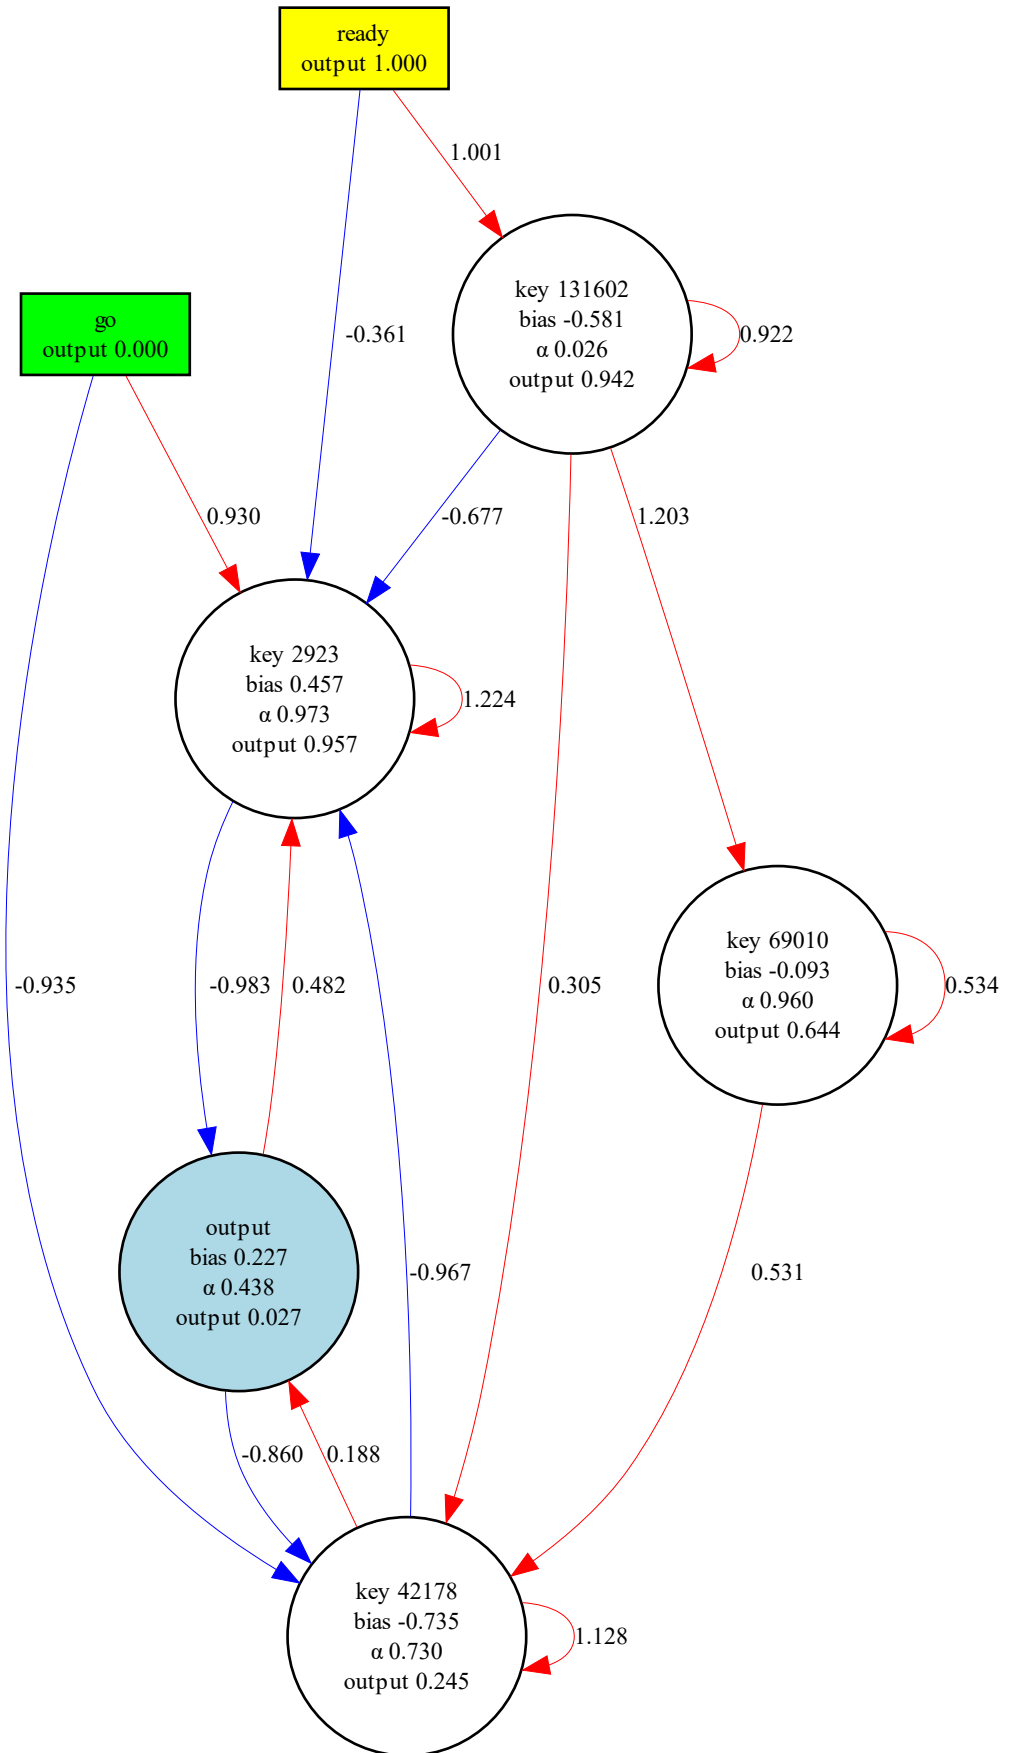 ready
output 1.000
1.001
key 131602
bias -0.581
α 0.026
output 0.942
0.922
go
output 0.000
-0.361
0.930
-0.677
1.203
key 2923
bias 0.457
α 0.973
output 0.957
1.224
key 69010
bias -0.093
α 0.960
output 0.644
0.534
-0.935
-0.983
0.482
0.305
output
bias 0.227
α 0.438
output 0.027
-0.967
0.531
-0.860
0.188
key 42178
bias -0.735
α 0.730
output 0.245
1.128